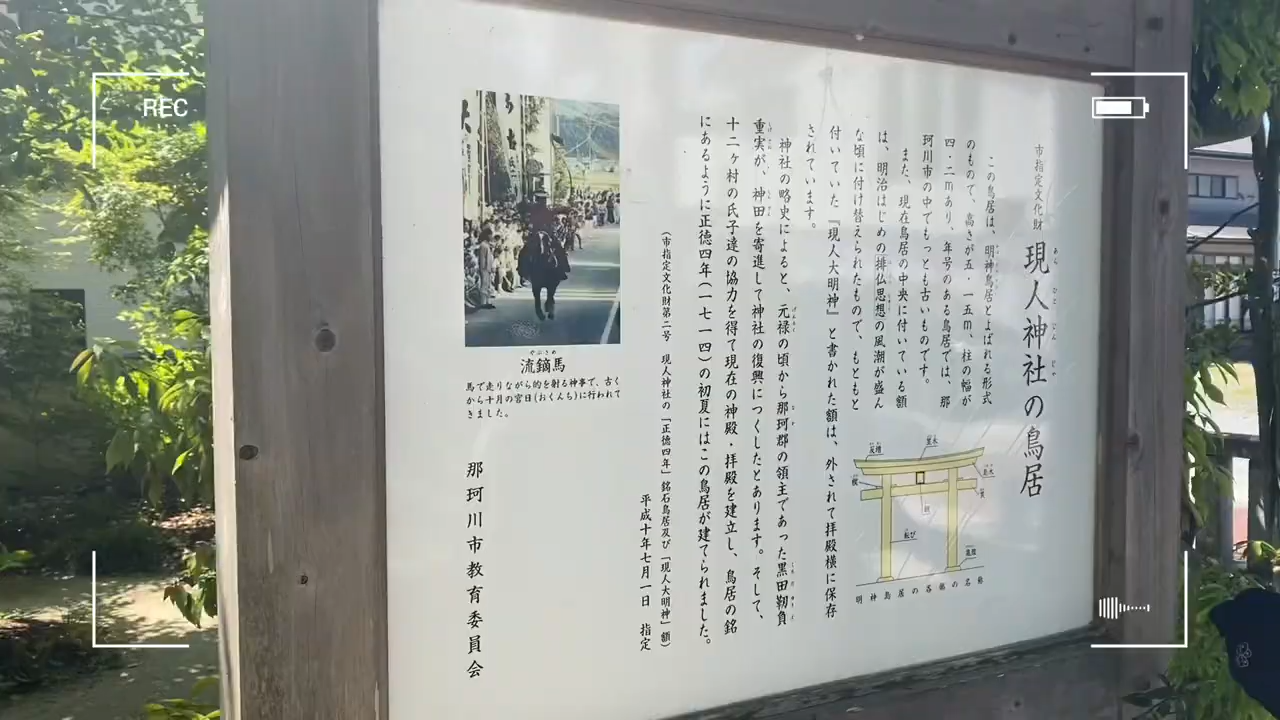 REC
市指定文化財
現人神社の鳥居
あら ひと じん じゃ
この鳥居は、明神鳥居とよばれる形式
のもので、高さが五・一五m、柱の幅が
四・二mあり、年号のある鳥居では、那
珂川市の中でもっとも古いものです。
また、現在鳥居の中央に付いている額
は、明治はじめの排仏思想の風潮が盛ん
な頃に付け替えられたもので、もともと
付いていた『現人大明神』と書かれた額は、外されて拝殿横に保存
されています。
神社の略史によると、元禄の頃から那珂郡の領主であった黒田靭負
重実が、神田を寄進して神社の復興につくしたとあります。そして、
十二ヶ村の氏子達の協力を得て現在の神殿・拝殿を建立し、鳥居の銘
にあるように正徳四年(一七一四)の初夏にはこの鳥居が建てられました。
(市指定文化財第二号 現人神社の「正徳四年」銘石鳥居及び「現人大明神」額)
平成十年七月一日 指定
明神鳥居の各部の名称
転び
やぶさめ
流鏑馬
馬で走りながら的を射る神事で、古く
から十月の宮日(おくんち)に行われて
きました。
那珂川市教育委員会